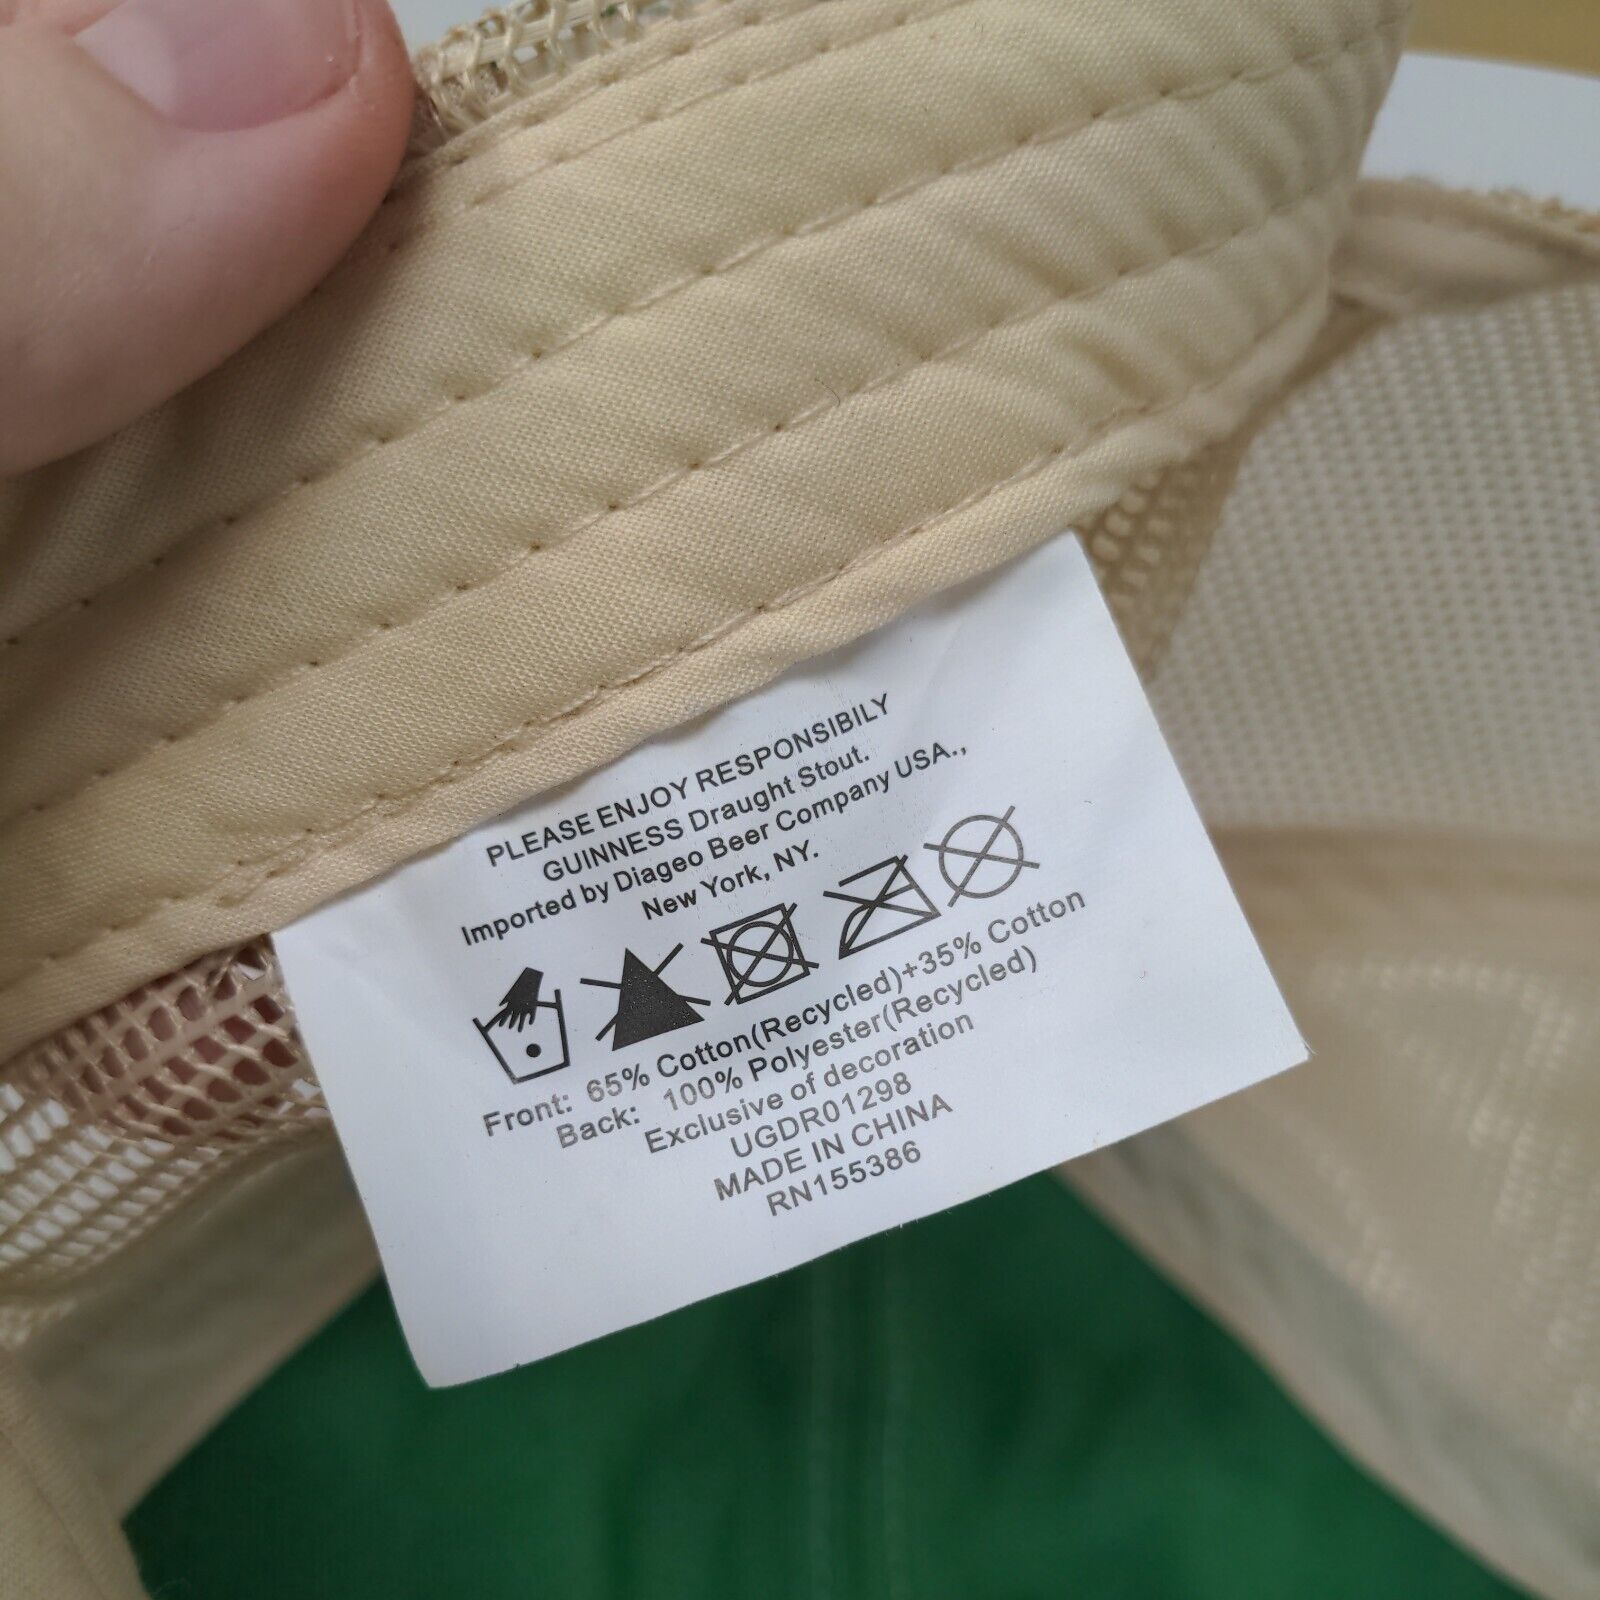 PLEASE ENJOY RESPONSIBILY
GUINNESS Draught Stout.
Imported by Diageo Beer Company USA.,
New York, NY.
Front: 65% Cotton(Recycled)+35% Cotton
Back: 100% Polyester(Recycled)
Exclusive of decoration
UGDR01298
MADE IN CHINA
RN155386